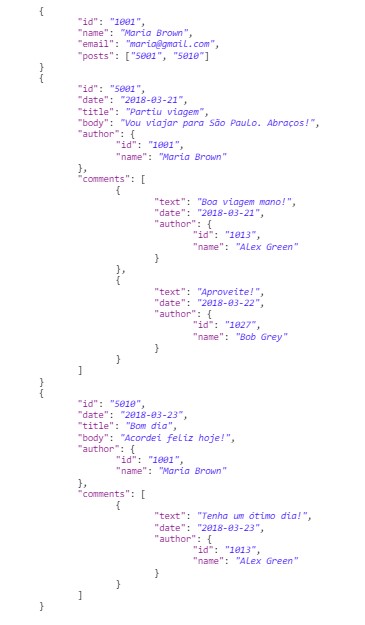 {
"id": "1001",
"name": "Maria Brown",
"email": "maria@gmail.com",
"posts": ["5001", "5010"]
}
{
"id": "5001",
"date": "2018-03-21",
"title": "Partiu viagem",
"body": "Vou viajar para São Paulo. Abraços!",
"author": {
"id": "1001",
"name": "Maria Brown"
},
"comments": [
{
"text": "Boa viagem mano!",
"date": "2018-03-21",
"author": {
"id": "1013",
"name": "Alex Green"
}
},
{
"text": "Aproveite!",
"date": "2018-03-22",
"author": {
"id": "1027",
"name": "Bob Grey"
}
}
]
}
{
"id": "5010",
"date": "2018-03-23",
"title": "Bom dia",
"body": "Acordei feliz hoje!",
"author": {
"id": "1001",
"name": "Maria Brown"
},
"comments": [
{
"text": "Tenha um ótimo dia!",
"date": "2018-03-23",
"author": {
"id": "1013",
"name": "Alex Green"
}
}
]
}